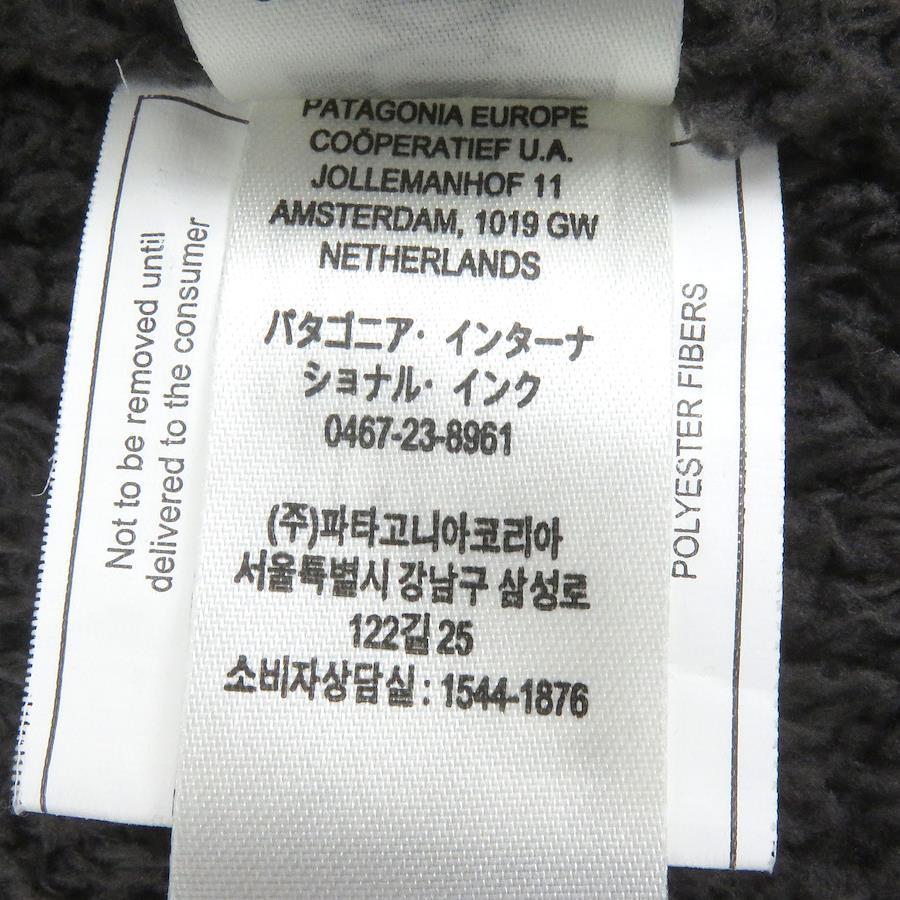 PATAGONIA EUROPE
COÖPERATIEF U.A.
JOLLEMANHOF 11
AMSTERDAM, 1019 GW
NETHERLANDS
パタゴニア・インターナ
ショナル・インク
0467-23-8961
(주)파타고니아코리아
서울특별시 강남구 삼성로
122길 25
소비자상담실 : 1544-1876
Not to be removed until
delivered to the consumer
POLYESTER FIBERS